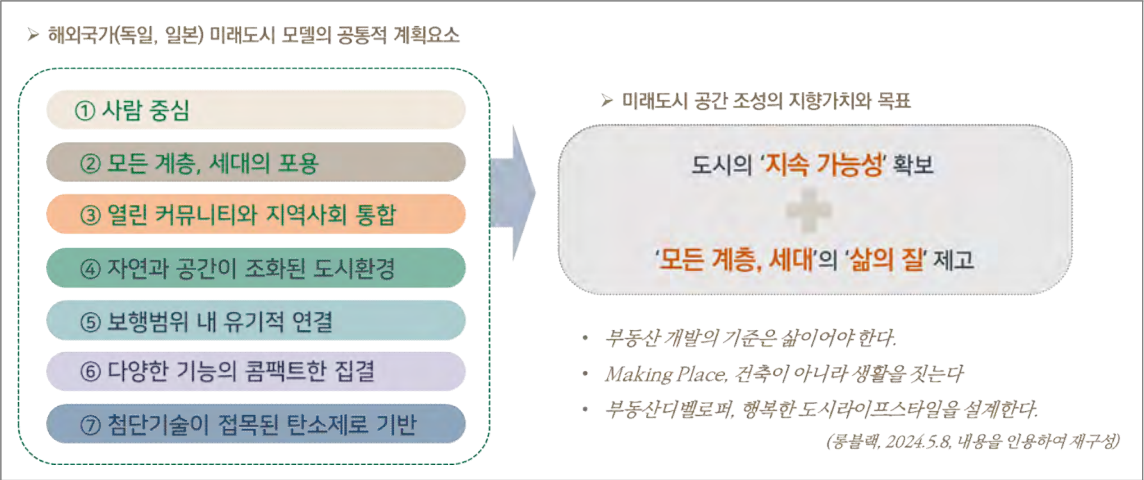 ➢ 해외국가(독일, 일본) 미래도시 모델의 공통적 계획요소
① 사람 중심
② 모든 계층, 세대의 포용
③ 열린 커뮤니티와 지역사회 통합
④ 자연과 공간이 조화된 도시환경
⑤ 보행범위 내 유기적 연결
⑥ 다양한 기능의 콤팩트한 집결
⑦ 첨단기술이 접목된 탄소제로 기반
➢ 미래도시 공간 조성의 지향가치와 목표
도시의 ‘지속 가능성’ 확보
‘모든 계층, 세대’의 ‘삶의 질’ 제고
• 부동산 개발의 기준은 삶이어야 한다.
• Making Place, 건축이 아니라 생활을 짓는다
• 부동산디벨로퍼, 행복한 도시라이프스타일을 설계한다.
(롱블랙, 2024.5.8, 내용을 인용하여 재구성)